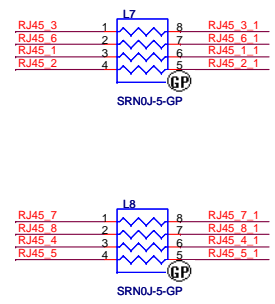 L7
RJ45_3 1 8 RJ45_3_1
RJ45_6 2 7 RJ45_6_1
RJ45_1 3 6 RJ45_1_1
RJ45_2 4 5 RJ45_2_1
GP
SRN0J-5-GP
L8
RJ45_7 1 8 RJ45_7_1
RJ45_8 2 7 RJ45_8_1
RJ45_4 3 6 RJ45_4_1
RJ45_5 4 5 RJ45_5_1
GP
SRN0J-5-GP